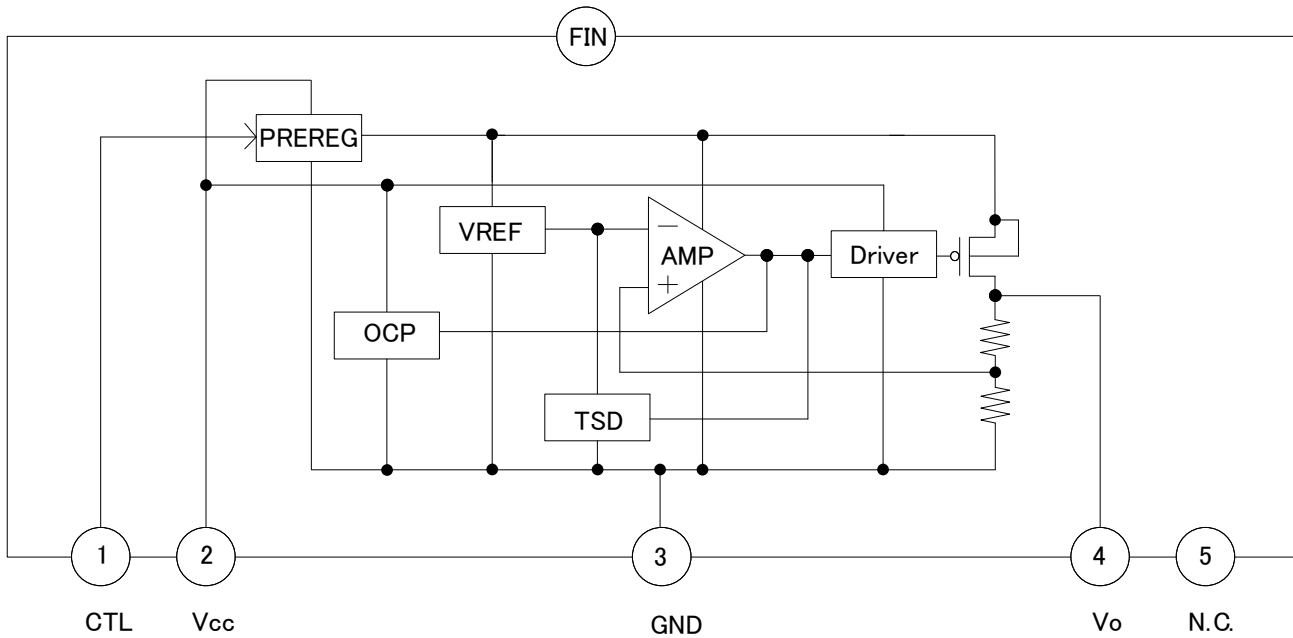 FIN
PREREG
VREF
−
AMP
+
Driver
OCP
TSD
1
2
3
4
5
CTL
Vcc
GND
Vo
N.C.